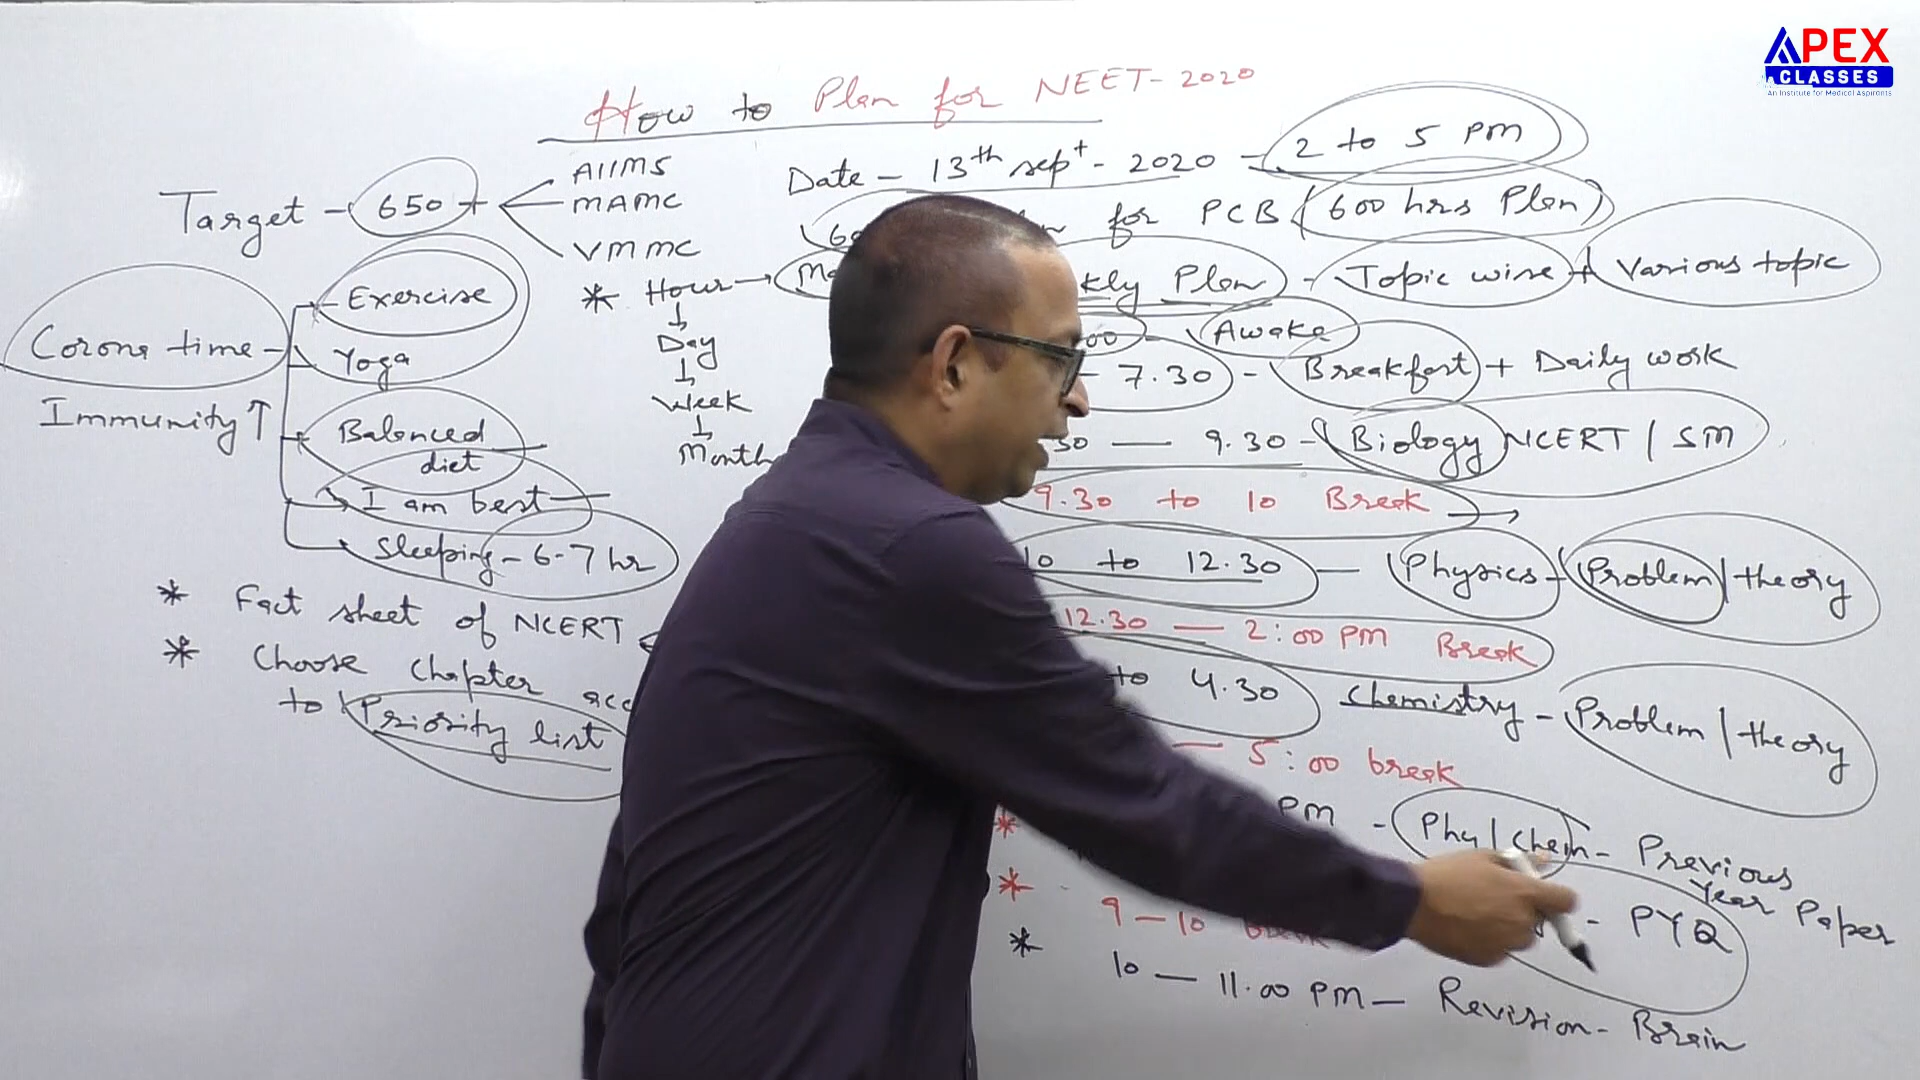 APEX
CLASSES
An Institute for Medical Aspirants
How to Plan for NEET-2020
Target - 650 +
AIIMS
MAMC
VMMC
Date - 13th sept - 2020 - 2 to 5 PM
for PCB (600 hrs Plan)
* Hour → Plan - Topic wise + Various topic
Day
Week
Month
Corona time -
Immunity ↑
Exercise
Yoga
Balenced diet
I am best
Sleeping - 6-7 hr
* Fact sheet of NCERT
* Choose Chapter
to Priority list
Awake
- 7.30 - Breakfast + Daily work
- 9.30 - Biology NCERT / SM
9.30 to 10 Break →
10 to 12.30 - Physics - Problem / theory
12.30 - 2:00 PM Break
to 4.30 Chemistry - Problem / theory
- 5:00 break
* PM - Phy / Chem - Previous Year Paper
- PYQ
* 9 - 10
* 10 - 11.00 PM - Revision - Brain